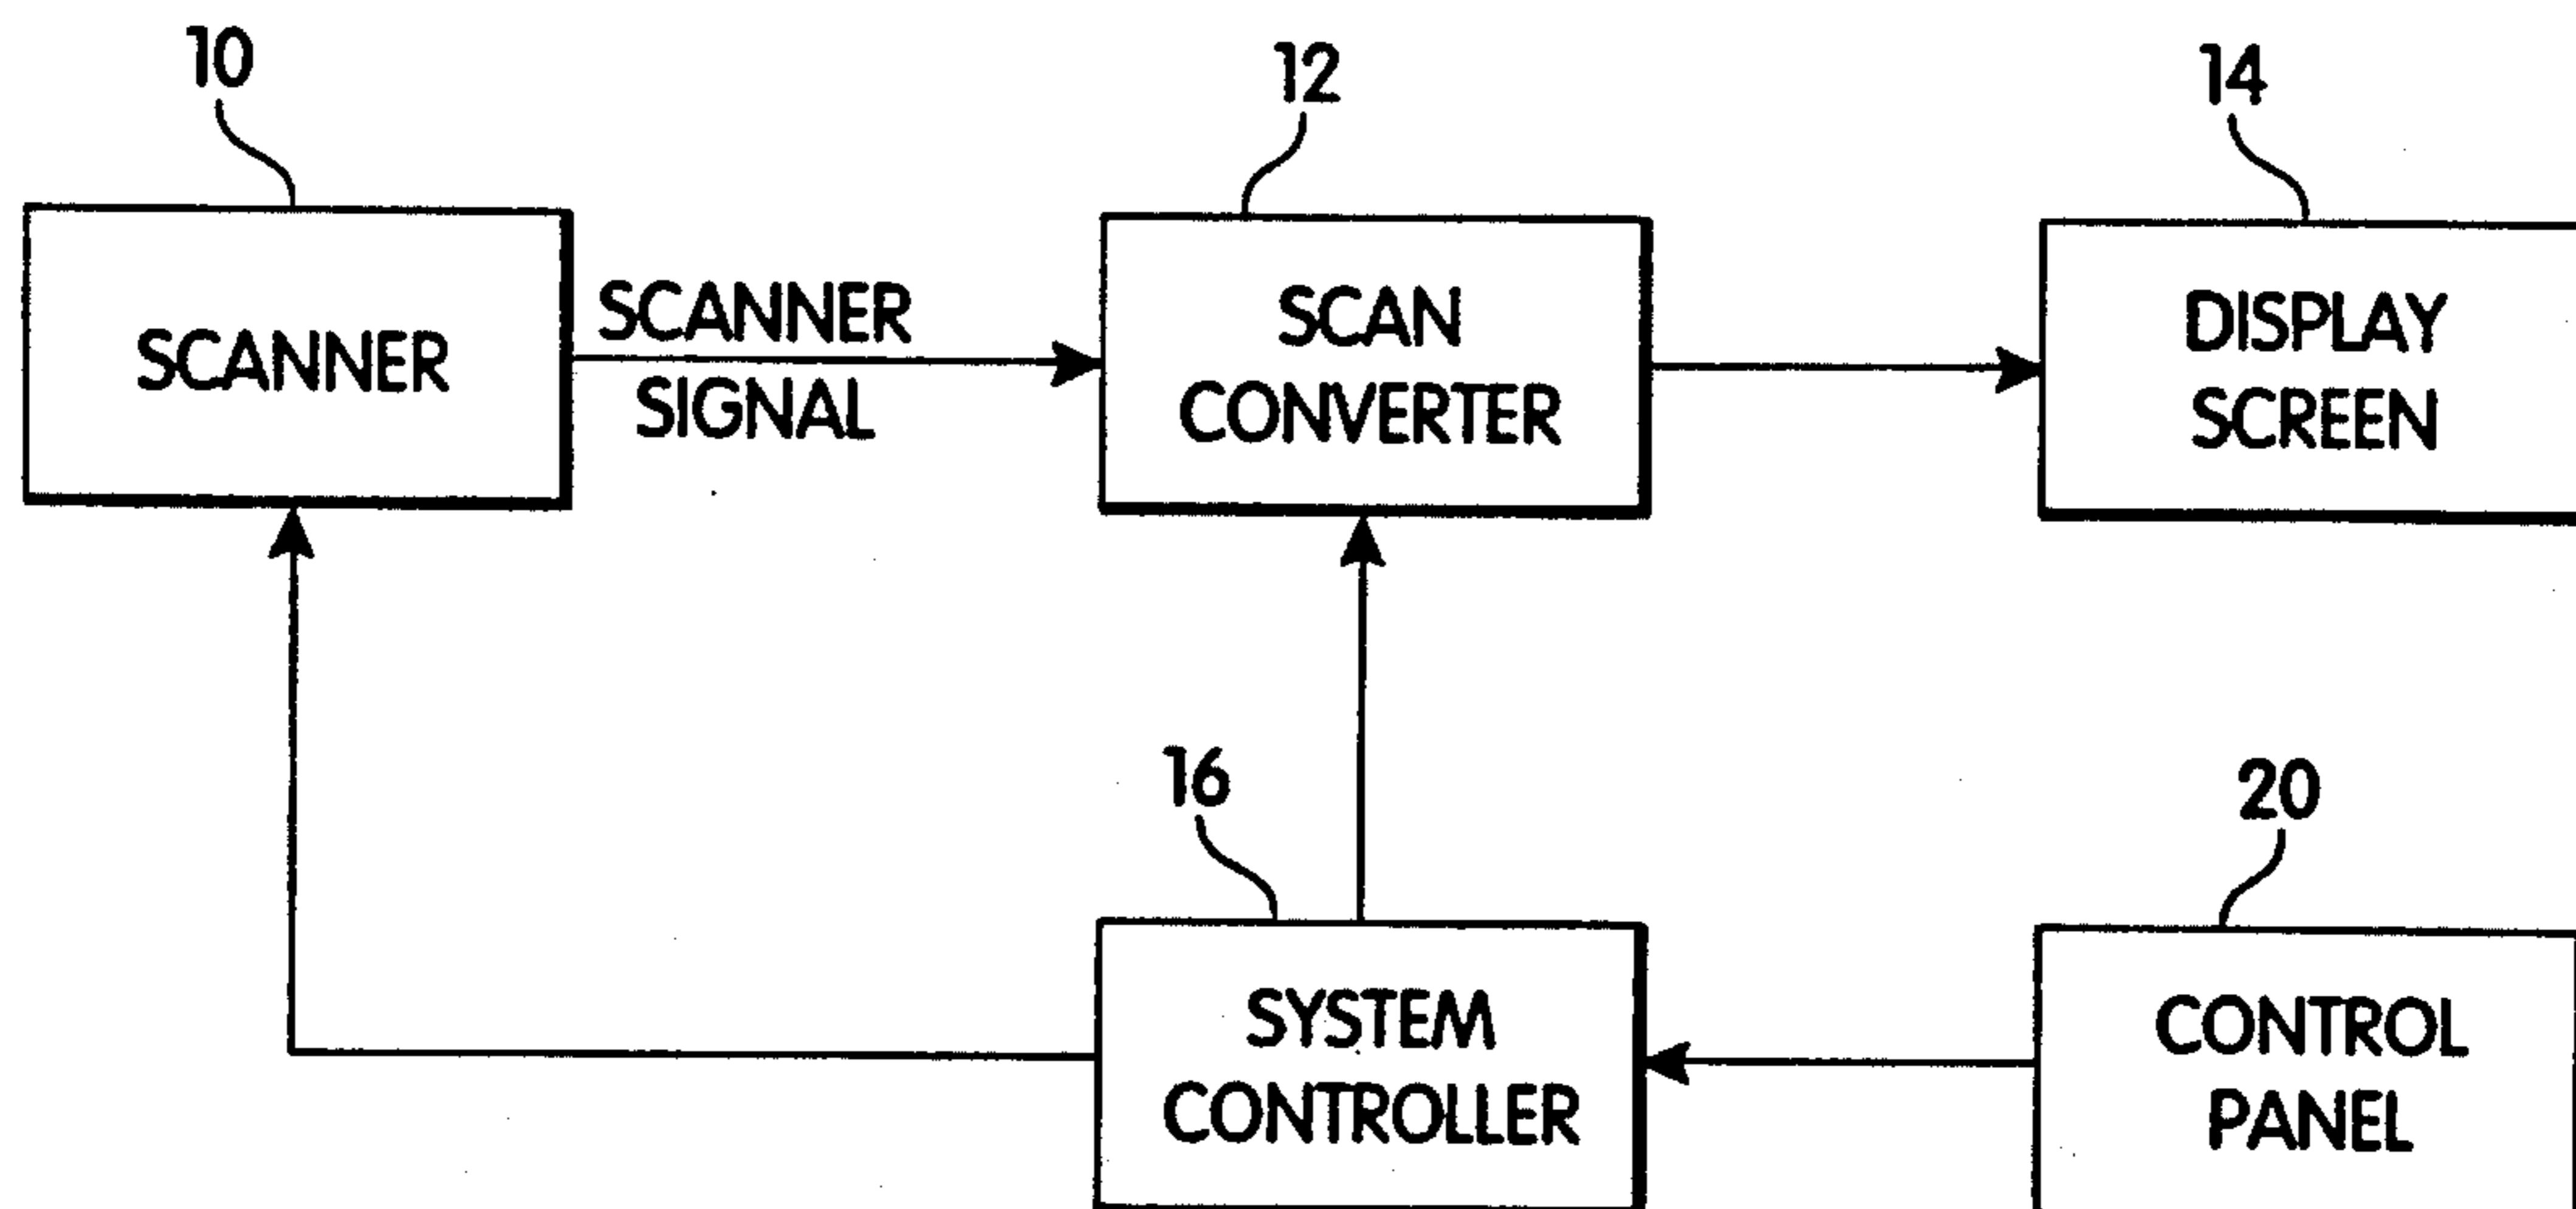 10
12
14
SCANNER
SCANNER
SIGNAL
SCAN
CONVERTER
DISPLAY
SCREEN
16
20
SYSTEM
CONTROLLER
CONTROL
PANEL